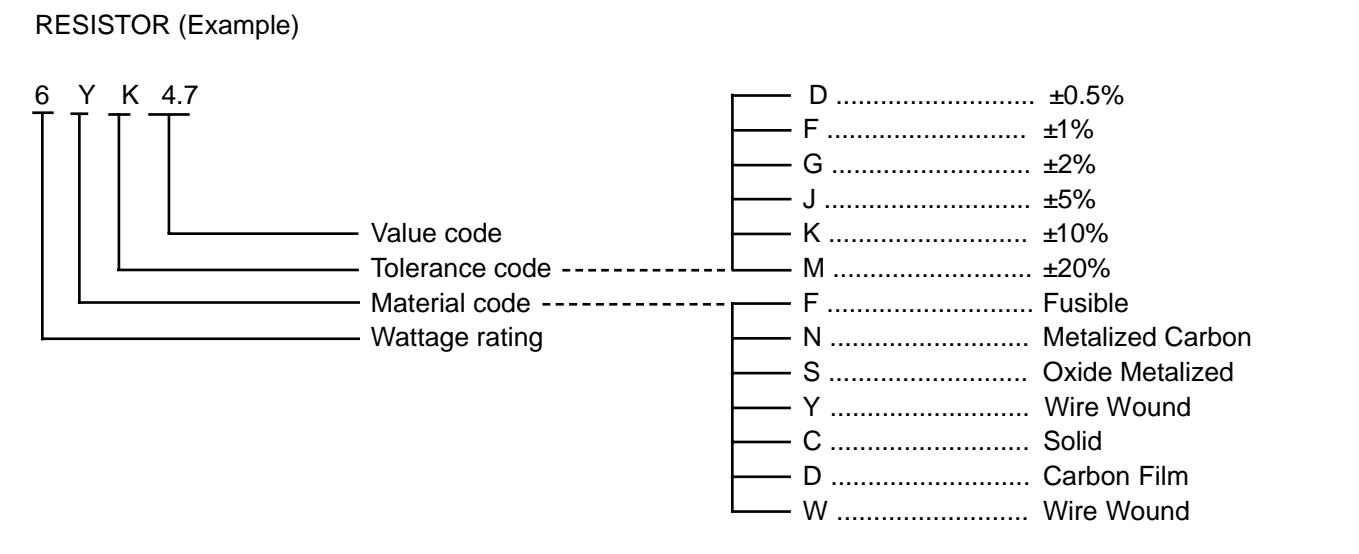 RESISTOR (Example)
6 Y K 4.7
D ........................... ±0.5%
F ........................... ±1%
G ........................... ±2%
J ............................ ±5%
Value code K ........................... ±10%
Tolerance code M ........................... ±20%
Material code F ............................ Fusible
Wattage rating N ........................... Metalized Carbon
S ........................... Oxide Metalized
Y ........................... Wire Wound
C ........................... Solid
D ........................... Carbon Film
W .......................... Wire Wound